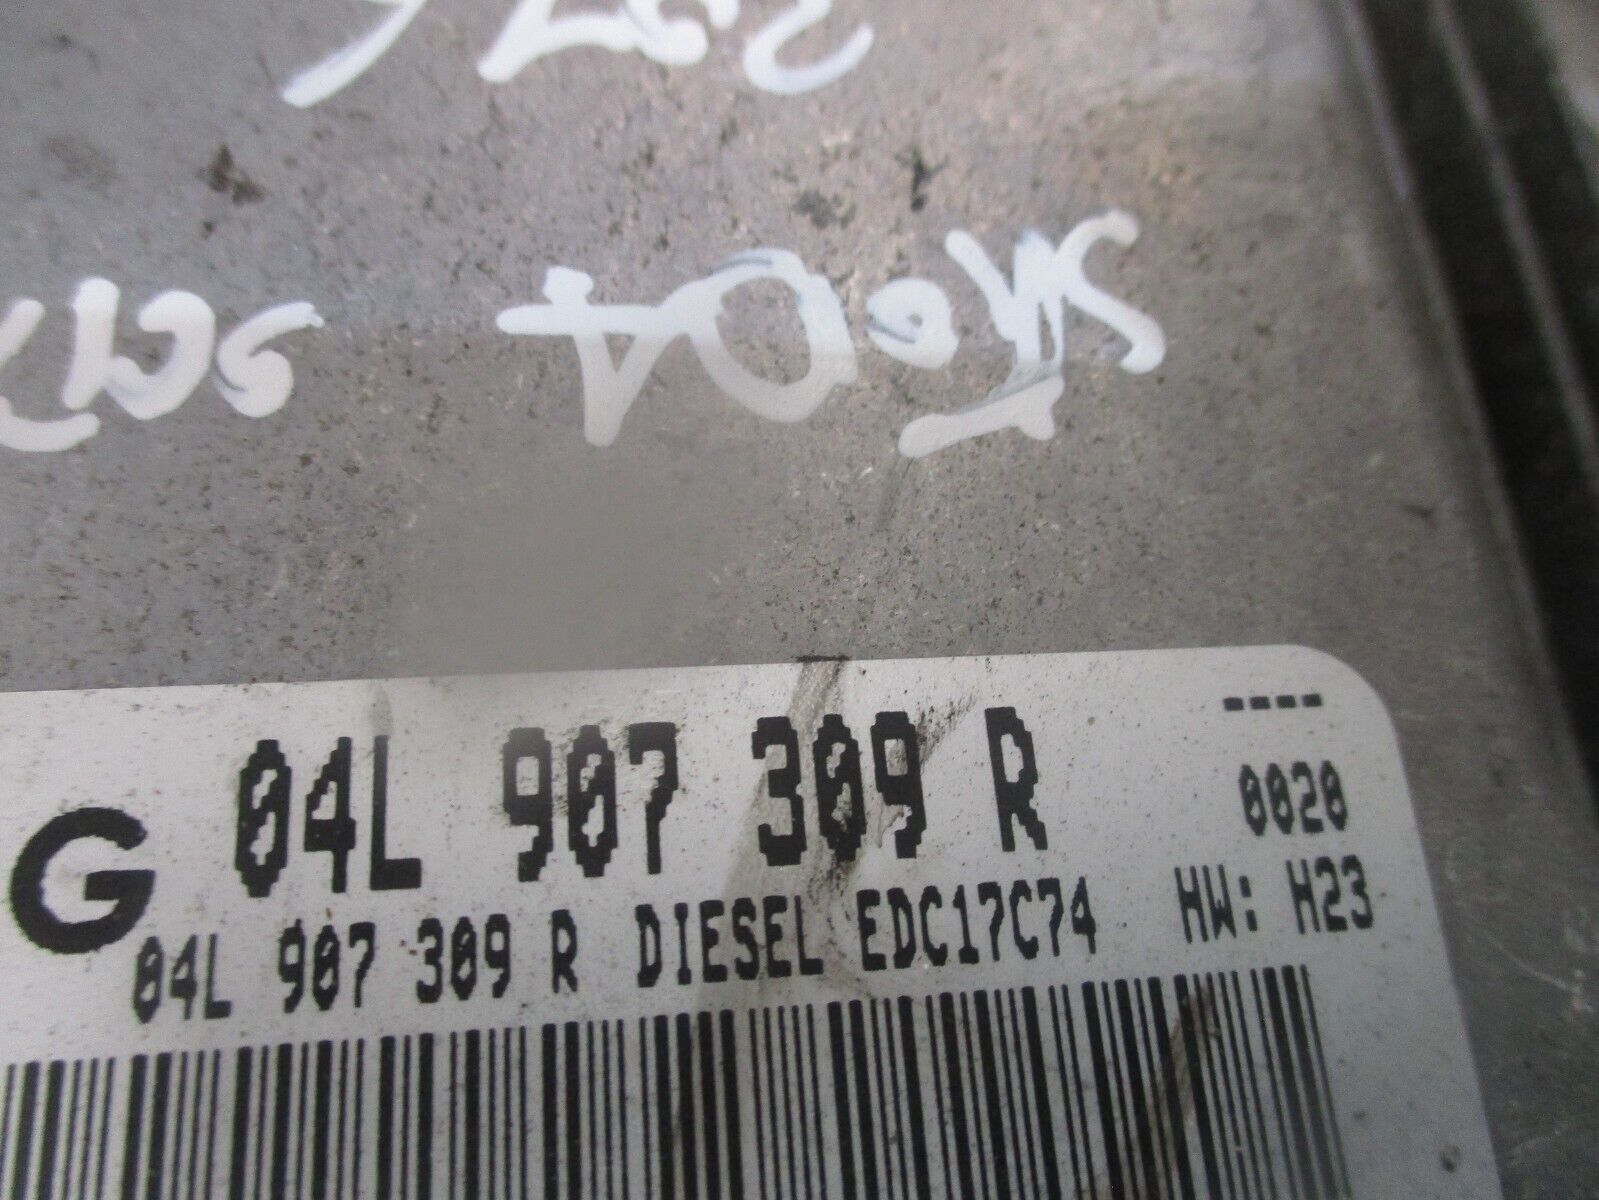 SKODA
G 04L 907 309 R
----
0020
04L 907 309 R DIESEL EDC17C74 HW: H23